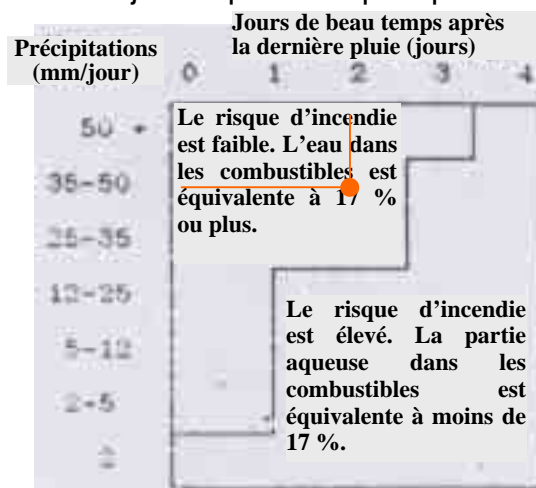 Jours de beau temps après
la dernière pluie (jours)
Précipitations
(mm/jour)
0 1 2 3 4
50 +
35-50
25-35
12-25
5-12
2-5
2
Le risque d'incendie
est faible. L'eau dans
les combustibles est
équivalente à 17 %
ou plus.
Le risque d'incendie
est élevé. La partie
aqueuse dans les
combustibles est
équivalente à moins de
17 %.